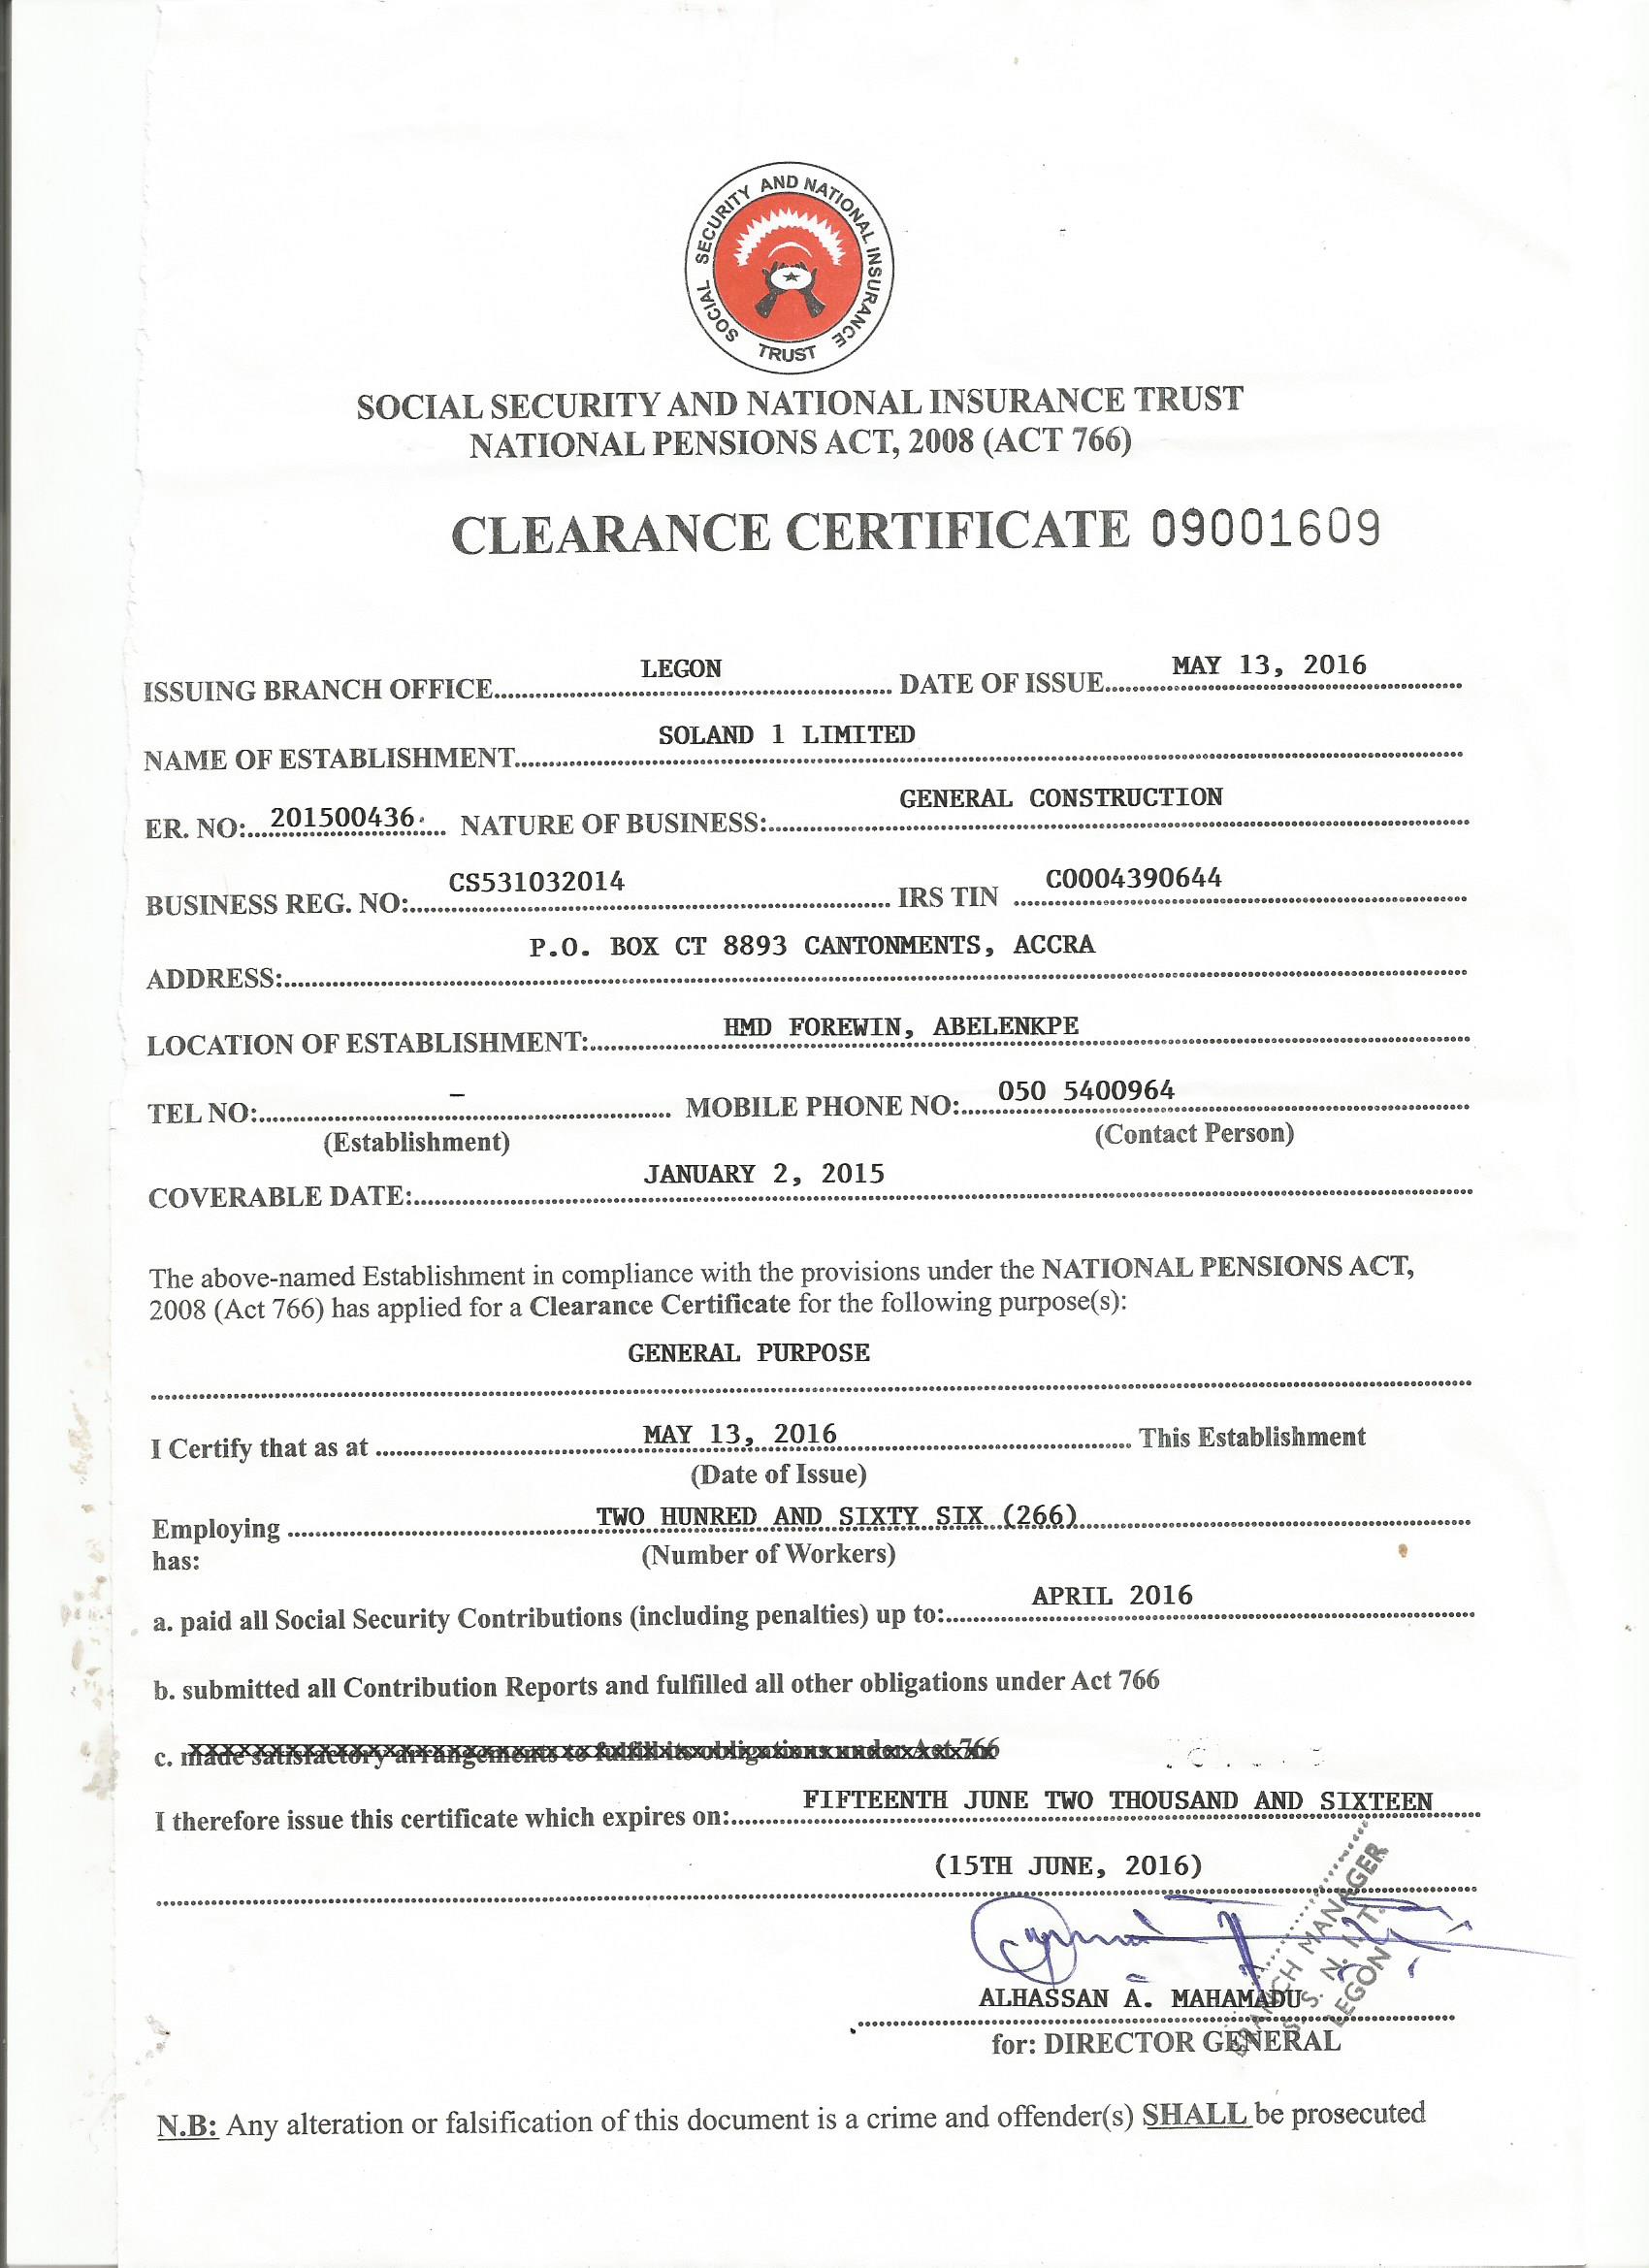 SOCIAL SECURITY AND NATIONAL INSURANCE TRUST
SOCIAL SECURITY AND NATIONAL INSURANCE TRUST
NATIONAL PENSIONS ACT, 2008 (ACT 766)
CLEARANCE CERTIFICATE 09001609
ISSUING BRANCH OFFICE LEGON DATE OF ISSUE MAY 13, 2016
NAME OF ESTABLISHMENT SOLAND 1 LIMITED
ER. NO: 201500436 NATURE OF BUSINESS: GENERAL CONSTRUCTION
BUSINESS REG. NO: CS531032014 IRS TIN C0004390644
ADDRESS: P.O. BOX CT 8893 CANTONMENTS, ACCRA
LOCATION OF ESTABLISHMENT: HMD FOREWIN, ABELENKPE
TEL NO: – MOBILE PHONE NO: 050 5400964
(Establishment) (Contact Person)
COVERABLE DATE: JANUARY 2, 2015
The above-named Establishment in compliance with the provisions under the NATIONAL PENSIONS ACT,
2008 (Act 766) has applied for a Clearance Certificate for the following purpose(s):
GENERAL PURPOSE
I Certify that as at MAY 13, 2016 This Establishment
(Date of Issue)
Employing TWO HUNRED AND SIXTY SIX (266)
has: (Number of Workers)
a. paid all Social Security Contributions (including penalties) up to: APRIL 2016
b. submitted all Contribution Reports and fulfilled all other obligations under Act 766
c. made satisfactory arrangements to fulfill its obligations under Act 766
I therefore issue this certificate which expires on: FIFTEENTH JUNE TWO THOUSAND AND SIXTEEN
(15TH JUNE, 2016)
BRANCH MANAGER
S. S. N. I. T.
LEGON
ALHASSAN A. MAHAMADU
for: DIRECTOR GENERAL
N.B: Any alteration or falsification of this document is a crime and offender(s) SHALL be prosecuted